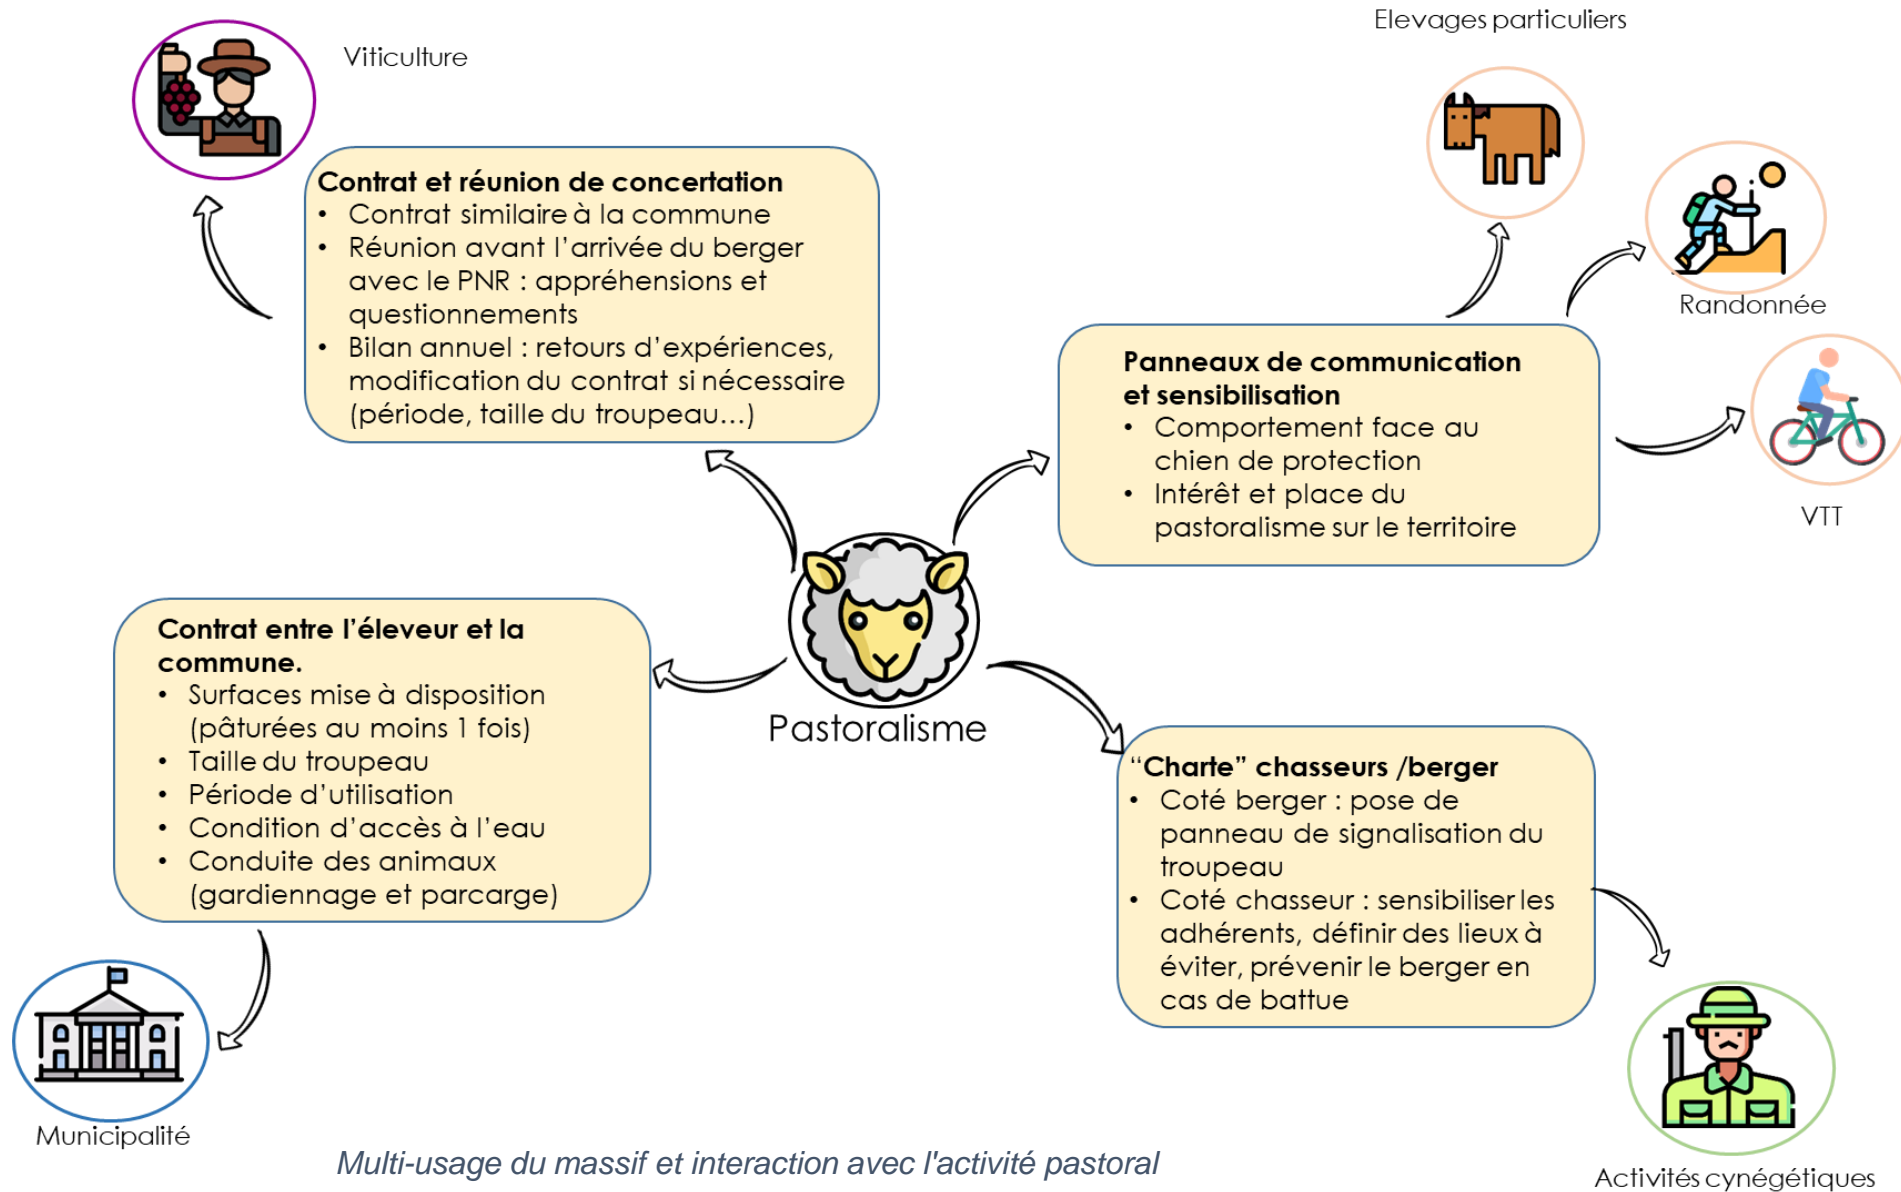 Elevages particuliers
Viticulture
Contrat et réunion de concertation
• Contrat similaire à la commune
• Réunion avant l’arrivée du berger
avec le PNR : appréhensions et
questionnements
• Bilan annuel : retours d’expériences,
modification du contrat si nécessaire
(période, taille du troupeau…)
Randonnée
Panneaux de communication
et sensibilisation
• Comportement face au
chien de protection
• Intérêt et place du
pastoralisme sur le territoire
VTT
Pastoralisme
Contrat entre l’éleveur et la
commune.
• Surfaces mise à disposition
(pâturées au moins 1 fois)
• Taille du troupeau
• Période d’utilisation
• Condition d’accès à l’eau
• Conduite des animaux
(gardiennage et parcarge)
“Charte” chasseurs /berger
• Coté berger : pose de
panneau de signalisation du
troupeau
• Coté chasseur : sensibiliser les
adhérents, définir des lieux à
éviter, prévenir le berger en
cas de battue
Municipalité
Activités cynégétiques
Multi-usage du massif et interaction avec l'activité pastoral